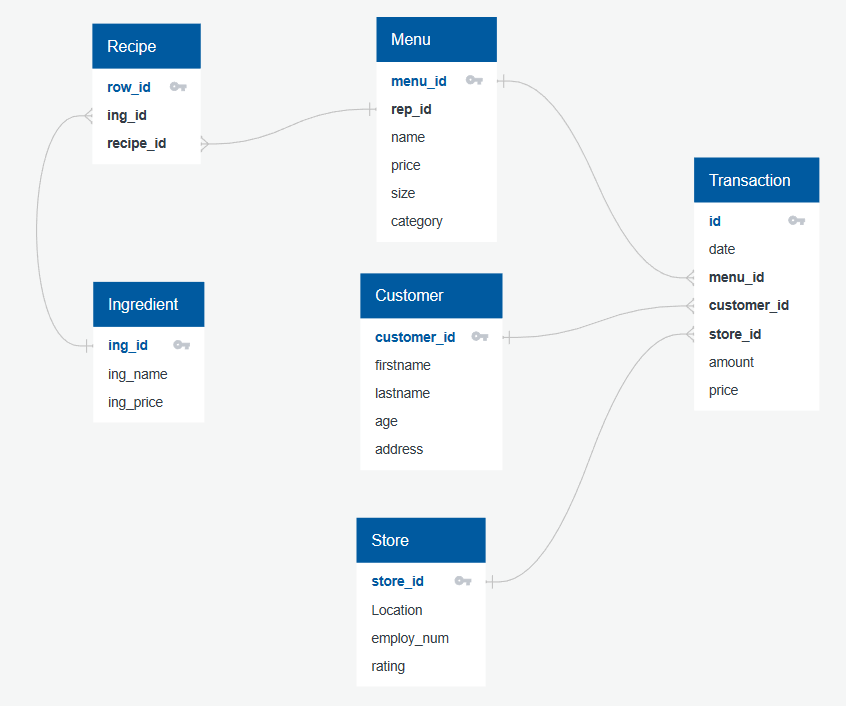 Recipe
row_id
ing_id
recipe_id
Menu
menu_id
rep_id
name
price
size
category
Transaction
id
date
menu_id
customer_id
store_id
amount
price
Ingredient
ing_id
ing_name
ing_price
Customer
customer_id
firstname
lastname
age
address
Store
store_id
Location
employ_num
rating